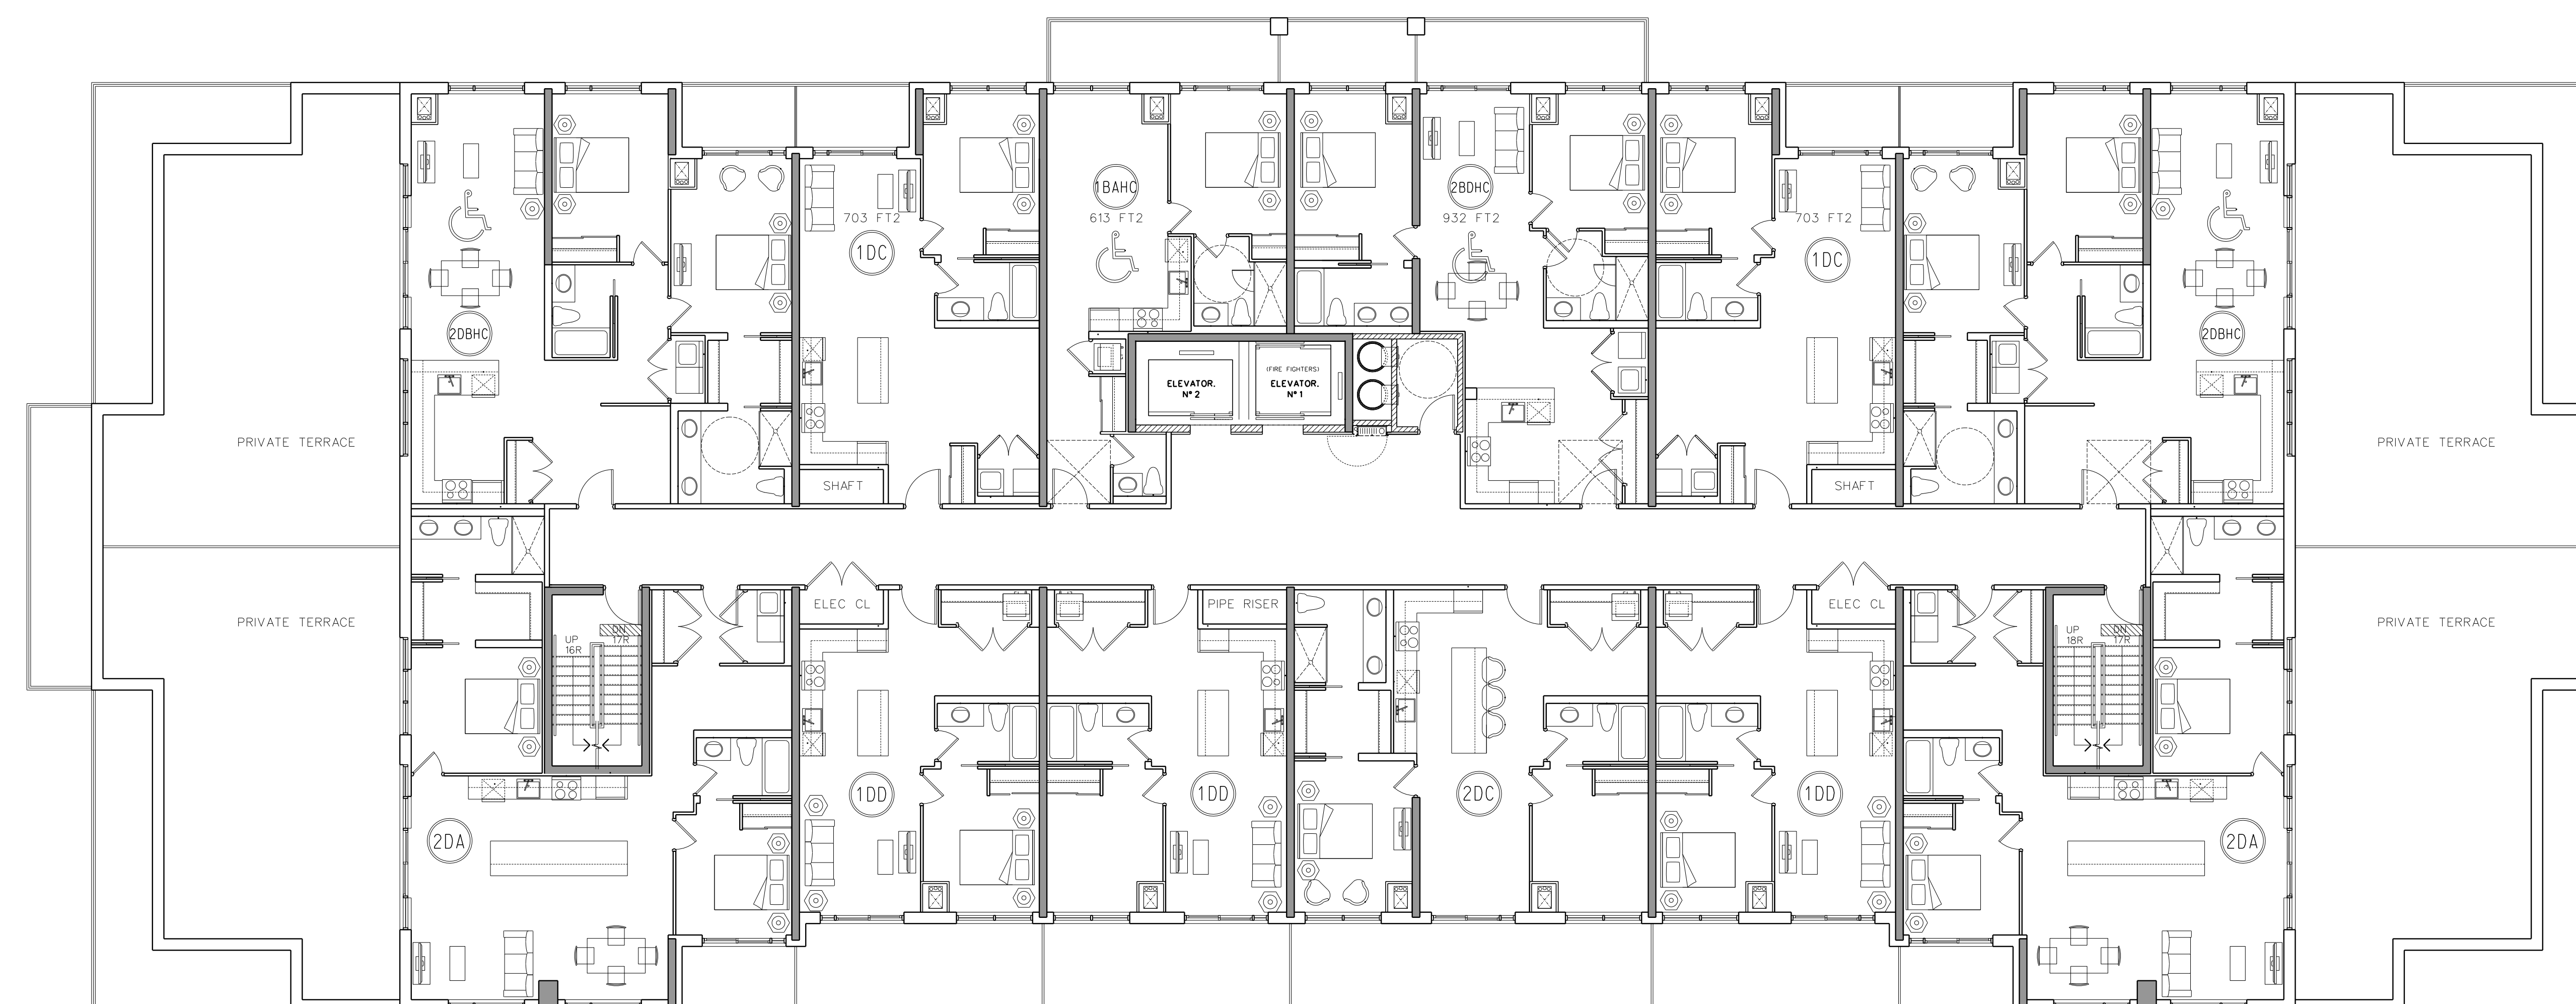 1BAHC
613 FT2
2BDHC
932 FT2
703 FT2
1DC
703 FT2
1DC
2DBHC
2DBHC
ELEVATOR.
Nº 2
(FIRE FIGHTERS)
ELEVATOR.
Nº 1
PRIVATE TERRACE
PRIVATE TERRACE
SHAFT
SHAFT
ELEC CL
PIPE RISER
ELEC CL
PRIVATE TERRACE
PRIVATE TERRACE
UP
16R
DN
17R
UP
18R
DN
17R
1DD
1DD
2DC
1DD
2DA
2DA